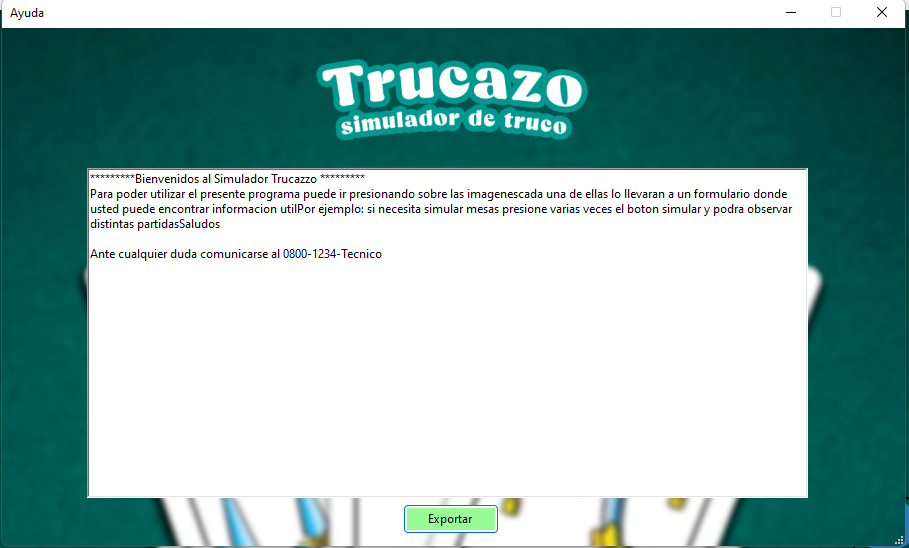 Ayuda
Trucazo
simulador de truco
*********Bienvenidos al Simulador Trucazzo *********
Para poder utilizar el presente programa puede ir presionando sobre las imagenescada una de ellas lo llevaran a un formulario donde
usted puede encontrar informacion utilPor ejemplo: si necesita simular mesas presione varias veces el boton simular y podra observar
distintas partidasSaludos
Ante cualquier duda comunicarse al 0800-1234-Tecnico
Exportar